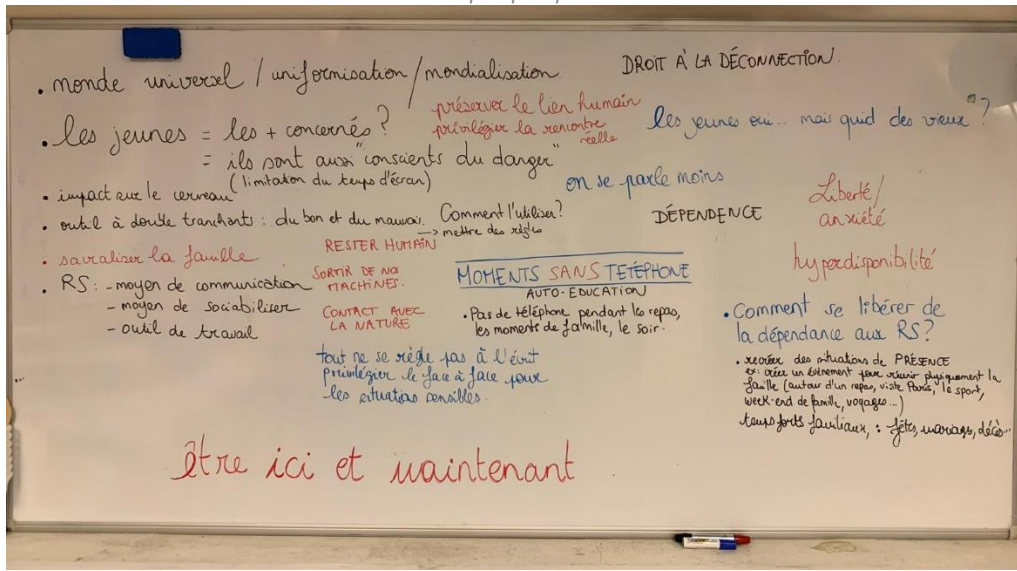 • monde universel / uniformisation / mondialisation
DROIT À LA DÉCONNECTION.
• les jeunes = les + concernés ?
= ils sont aussi "conscients du danger"
(limitation du temps d'écran)
préserver le lien humain
privilégier la rencontre
réelle
les jeunes oui... mais quid des vieux" ?
• impact sur le cerveau
on se parle moins
• outil à double tranchants : du bon et du mauvais. Comment l'utiliser ?
→ mettre des règles
DÉPENDENCE
Liberté /
anxiété
hyperdisponibilité
• sacraliser la famille
• RS : - moyen de communication
- moyen de sociabiliser
- outil de travail
RESTER HUMAIN
SORTIR DE NOS
MACHINES.
CONTACT AVEC
LA NATURE
MOMENTS SANS TETÉPHONE
AUTO-EDUCATION
• Pas de téléphone pendant les repas,
les moments de famille, le soir.
tout ne se règle pas à l'écrit
privilégier le face à face pour
les situations sensibles.
• Comment se libérer de
la dépendance aux RS ?
• recréer des situations de PRÉSENCE
ex: créer un évènement pour réunir physiquement la
famille (autour d'un repas, visite Paris, le sport,
week-end de famille, voyages...)
temps forts familiaux, : fêtes, mariages, décès...
être ici et maintenant